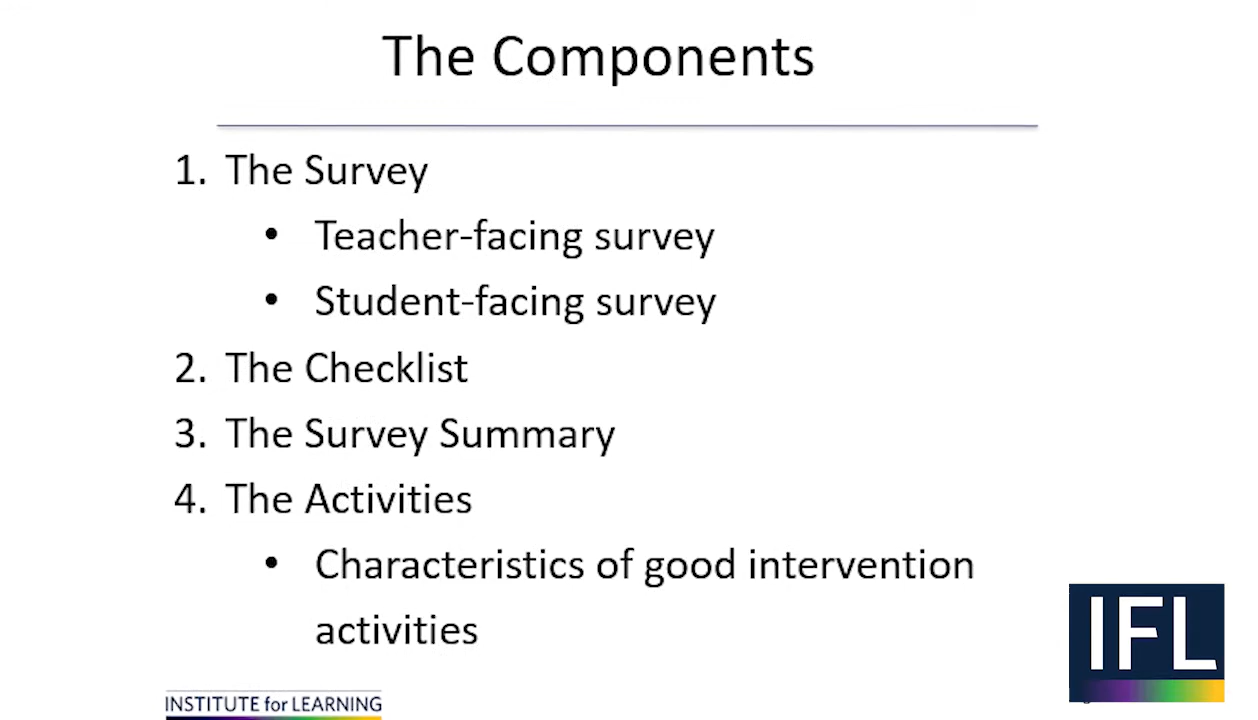 The Components
1. The Survey
• Teacher-facing survey
• Student-facing survey
2. The Checklist
3. The Survey Summary
4. The Activities
• Characteristics of good intervention
activities
IFL
INSTITUTE for LEARNING